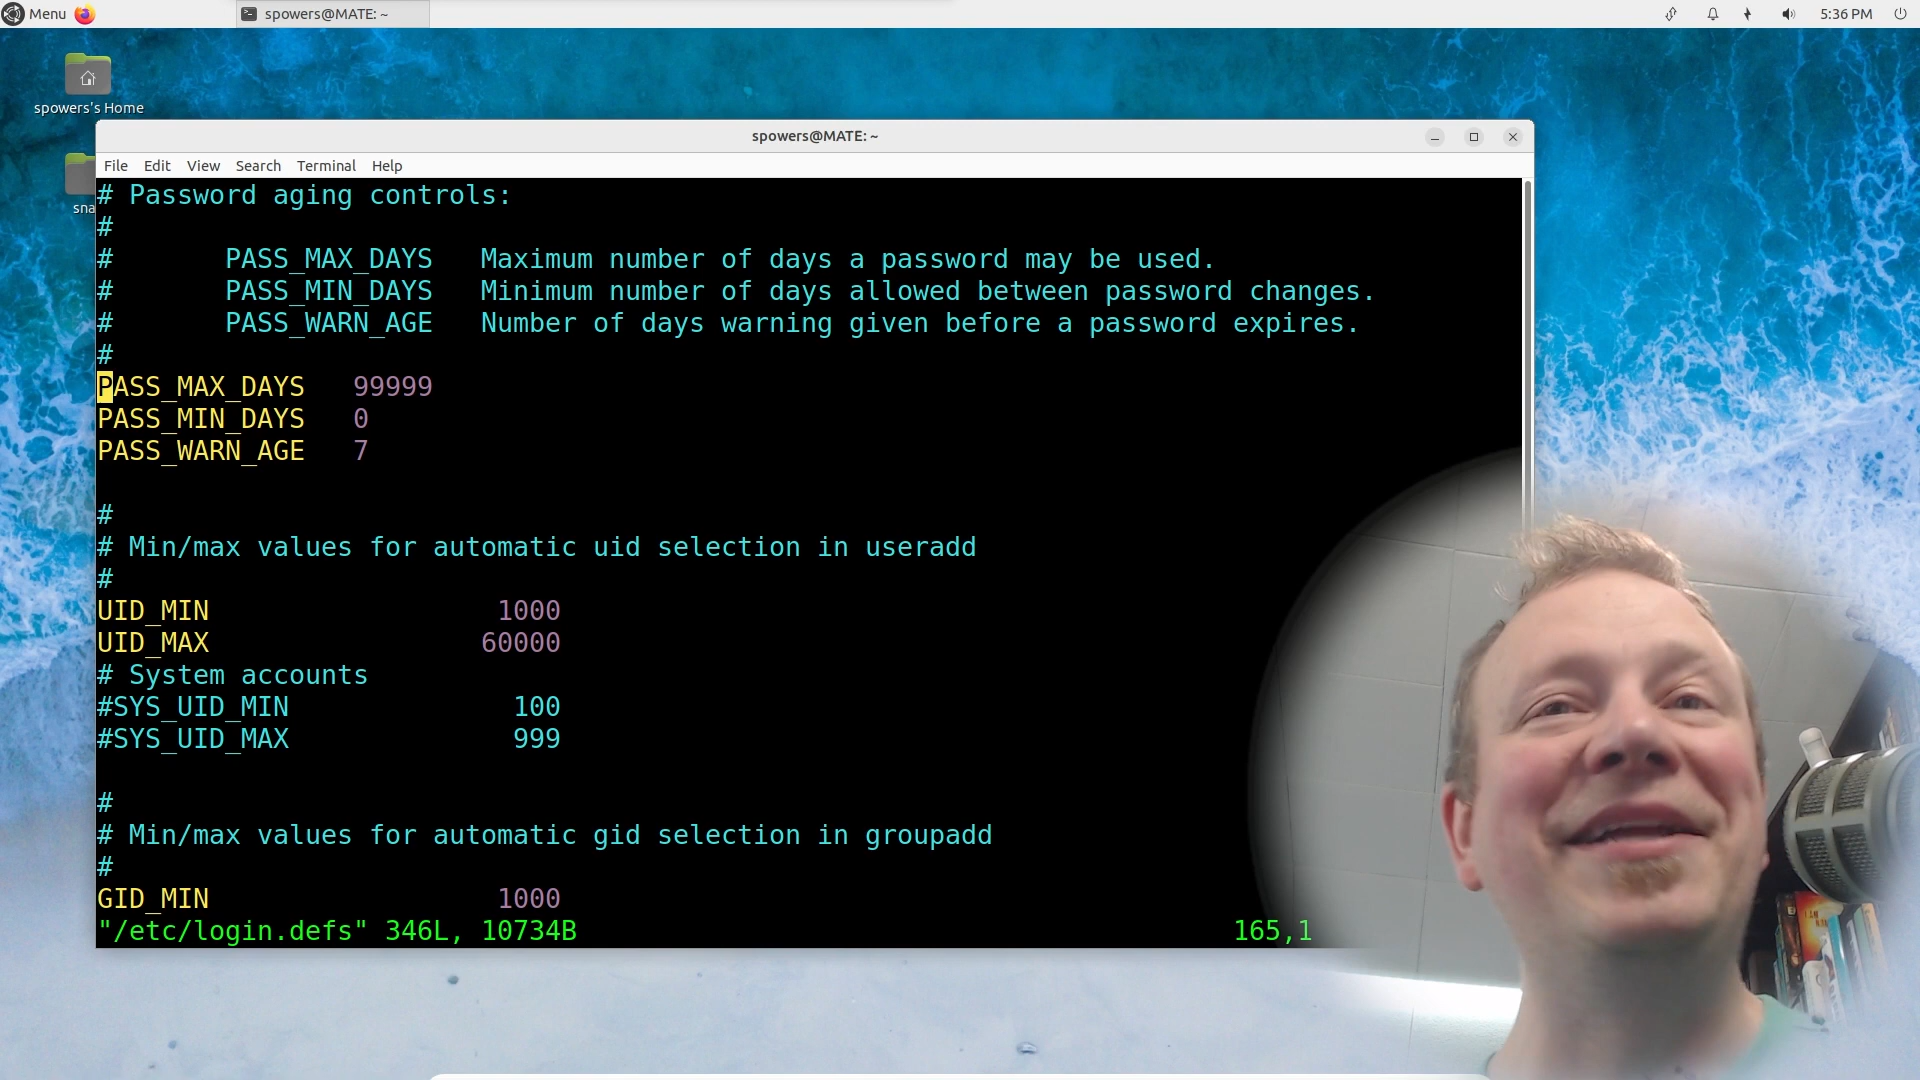 Menu
spowers@MATE: ~
5:36 PM
spowers's Home
sna
spowers@MATE: ~
File Edit View Search Terminal Help
# Password aging controls:
#
#       PASS_MAX_DAYS   Maximum number of days a password may be used.
#       PASS_MIN_DAYS   Minimum number of days allowed between password changes.
#       PASS_WARN_AGE   Number of days warning given before a password expires.
#
PASS_MAX_DAYS   99999
PASS_MIN_DAYS   0
PASS_WARN_AGE   7
#
# Min/max values for automatic uid selection in useradd
#
UID_MIN                  1000
UID_MAX                 60000
# System accounts
#SYS_UID_MIN              100
#SYS_UID_MAX              999
#
# Min/max values for automatic gid selection in groupadd
#
GID_MIN                  1000
"/etc/login.defs" 346L, 10734B                                         165,1